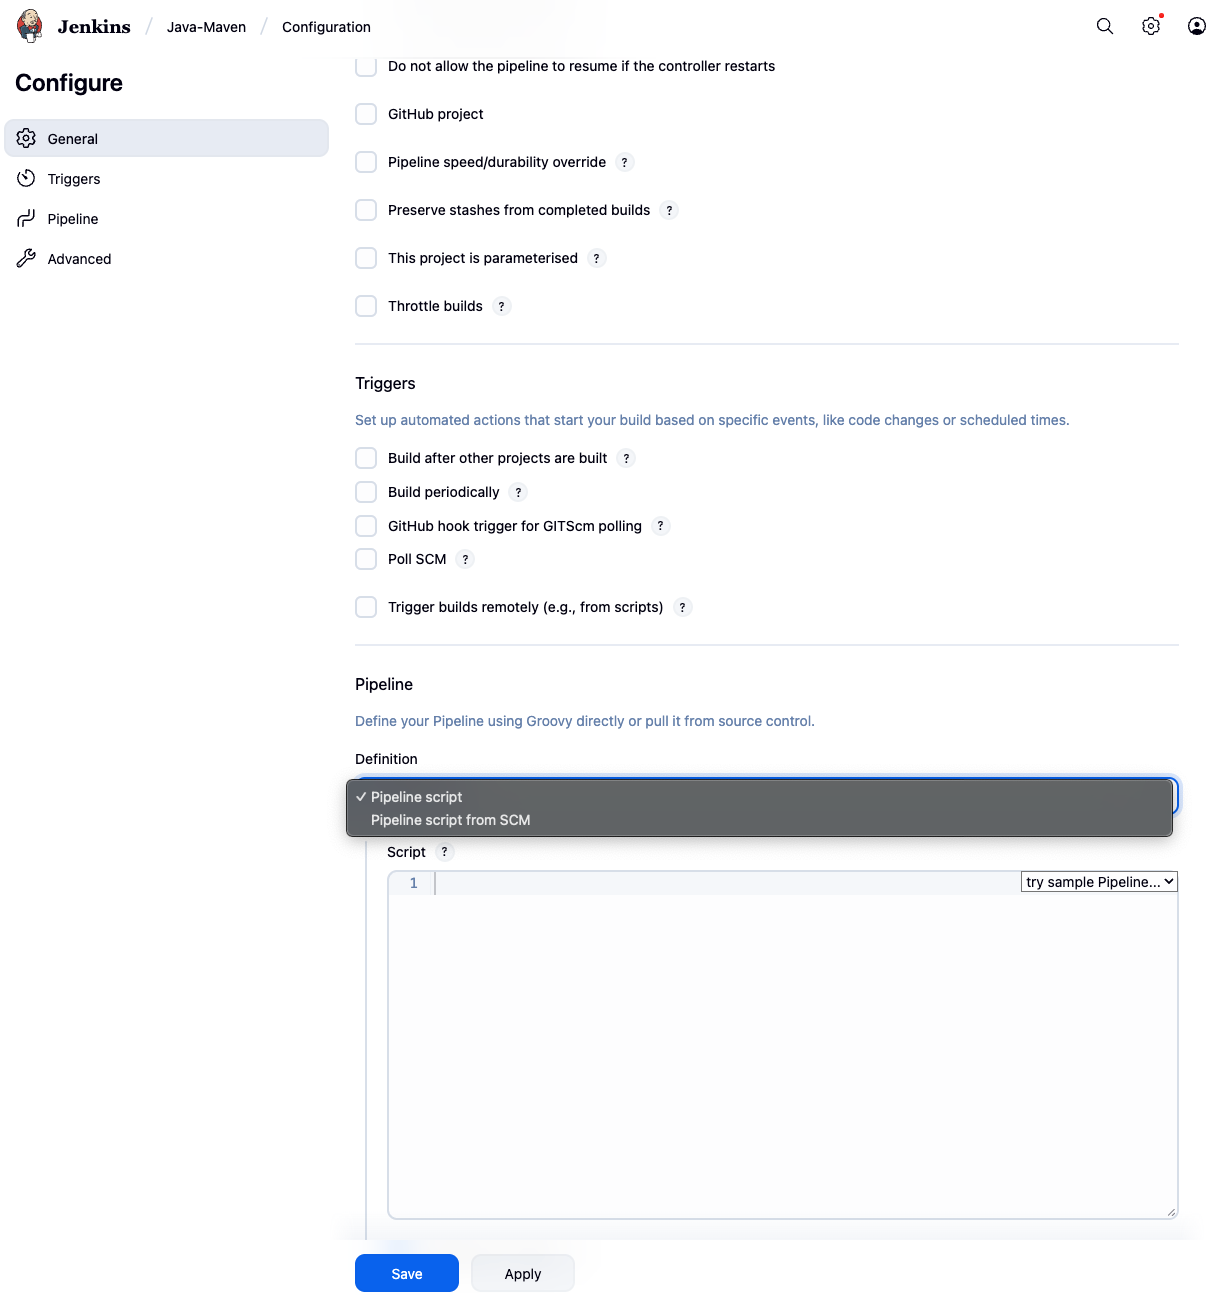 Jenkins / Java-Maven / Configuration
Configure
General
Triggers
Pipeline
Advanced
Do not allow the pipeline to resume if the controller restarts
GitHub project
Pipeline speed/durability override ?
Preserve stashes from completed builds ?
This project is parameterised ?
Throttle builds ?
Triggers
Set up automated actions that start your build based on specific events, like code changes or scheduled times.
Build after other projects are built ?
Build periodically ?
GitHub hook trigger for GITScm polling ?
Poll SCM ?
Trigger builds remotely (e.g., from scripts) ?
Pipeline
Define your Pipeline using Groovy directly or pull it from source control.
Definition
✓ Pipeline script
Pipeline script from SCM
Script ?
1 try sample Pipeline...
Save Apply